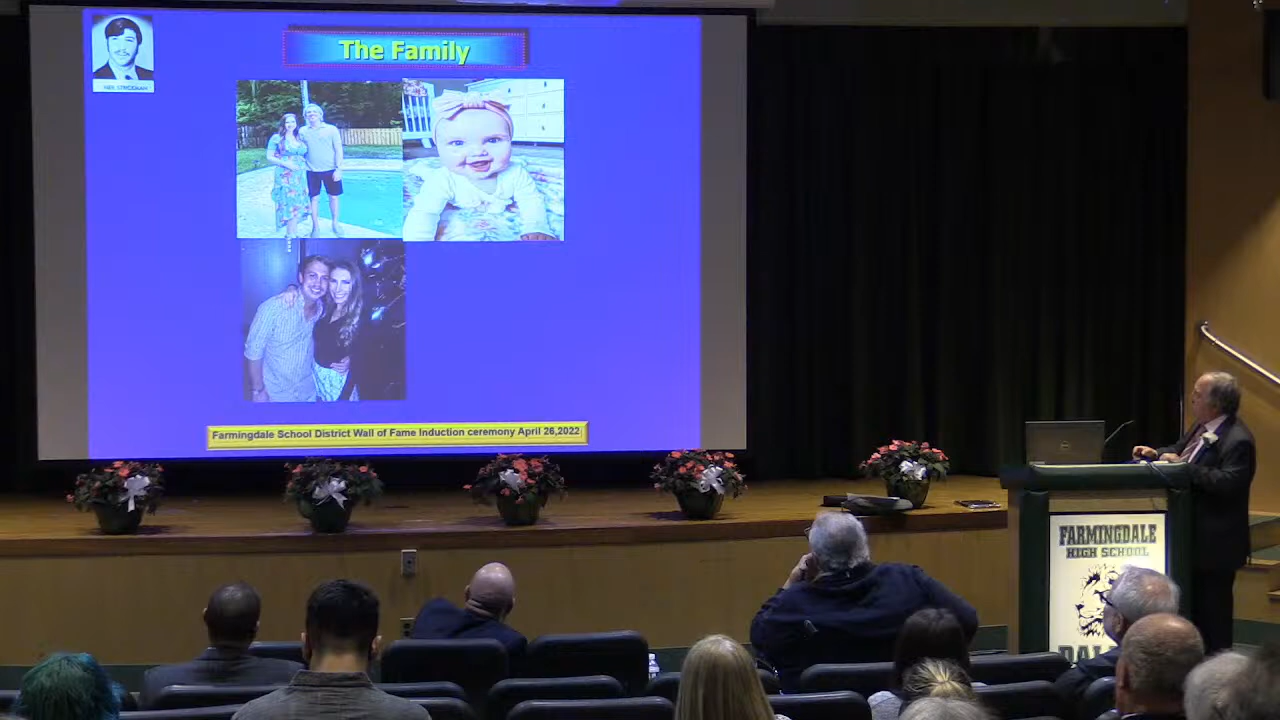 The Family
Farmingdale School District Wall of Fame Induction ceremony April 26,2022
FARMINGDALE
HIGH SCHOOL